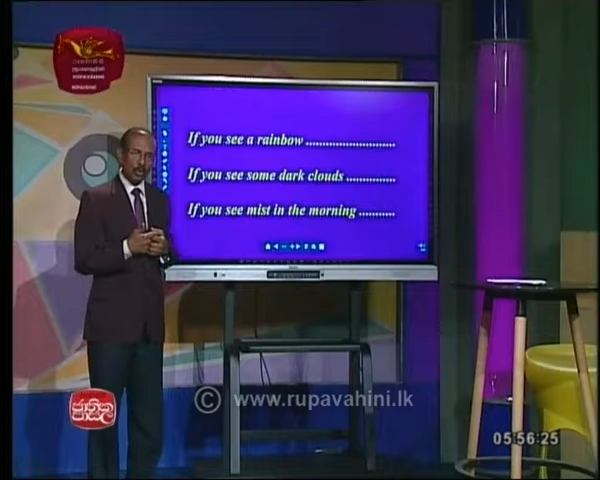 If you see a rainbow ..............................
If you see some dark clouds ................
If you see mist in the morning ...........
ජාතික
© www.rupavahini.lk
05:56:25